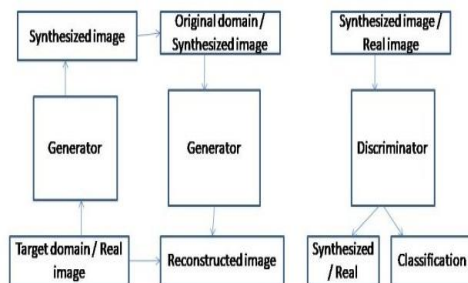 Synthesized image
Original domain /
Synthesized image
Synthesized image /
Real image
Generator
Generator
Discriminator
Target domain / Real
image
Reconstructed image
Synthesized
/ Real
Classification